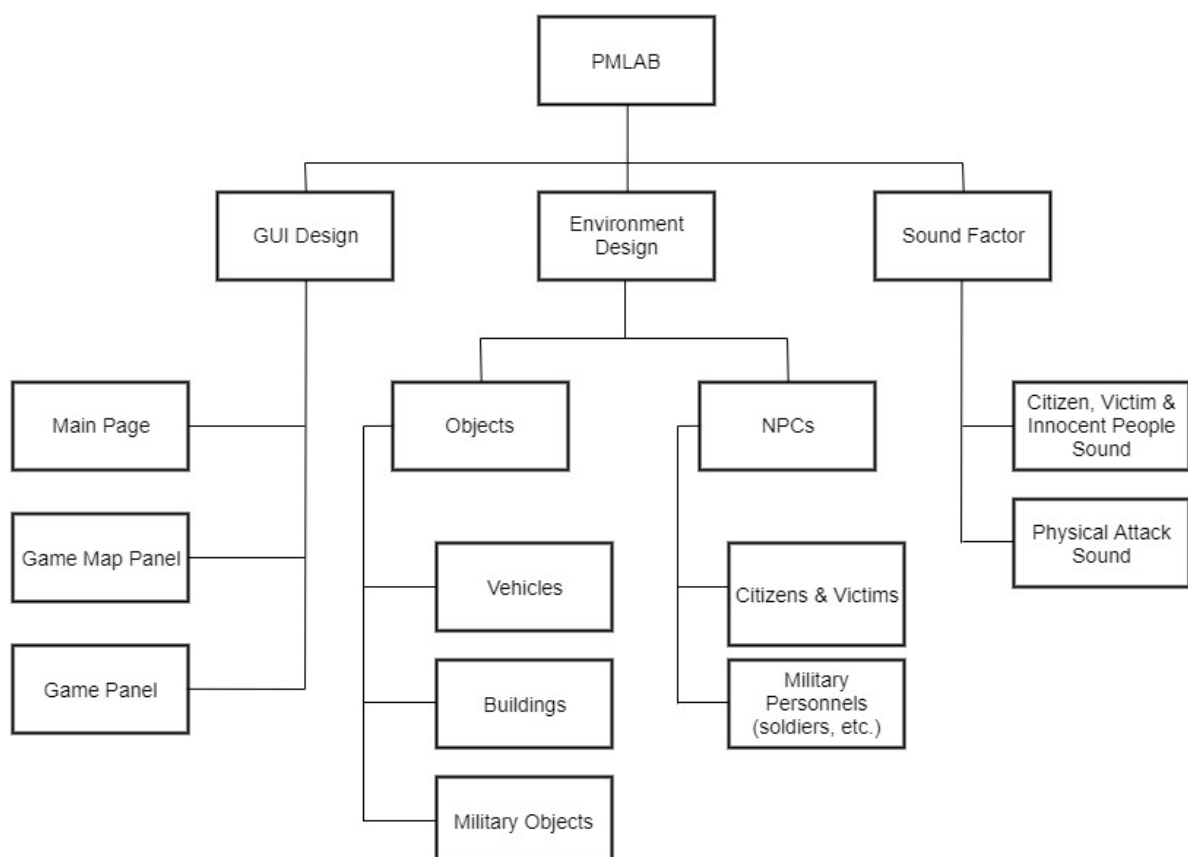 PMLAB
GUI Design
Environment
Design
Sound Factor
Main Page
Game Map Panel
Game Panel
Objects
Vehicles
Buildings
Military Objects
NPCs
Citizens & Victims
Military
Personnels
(soldiers, etc.)
Citizen, Victim &
Innocent People
Sound
Physical Attack
Sound